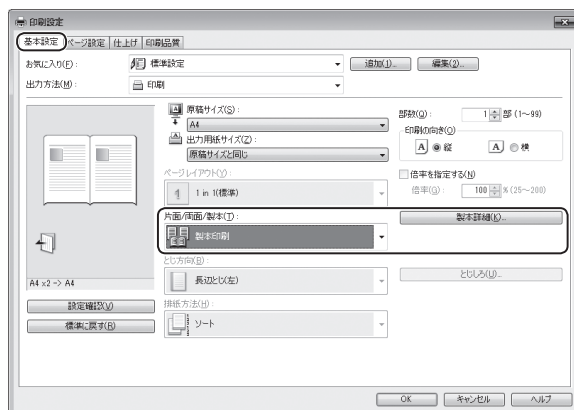 印刷設定
基本設定 ページ設定 仕上げ 印刷品質
お気に入り(F): 標準設定 追加(1)... 編集(2)...
出力方法(M): 印刷
原稿サイズ(S):
A4
出力用紙サイズ(Z):
原稿サイズと同じ
部数(Q): 1 部 (1~99)
印刷の向き(O)
A 縦 A 横
ページレイアウト(Y):
1 in 1(標準)
倍率を指定する(N)
倍率(G): 100 % (25~200)
片面/両面/製本(T):
製本印刷
製本詳細(K)...
とじ方向(B):
長辺とじ(左)
とじしろ(U)...
A4 x2 -> A4
設定確認(V)
標準に戻す(R)
排紙方法(H):
ソート
OK キャンセル ヘルプ